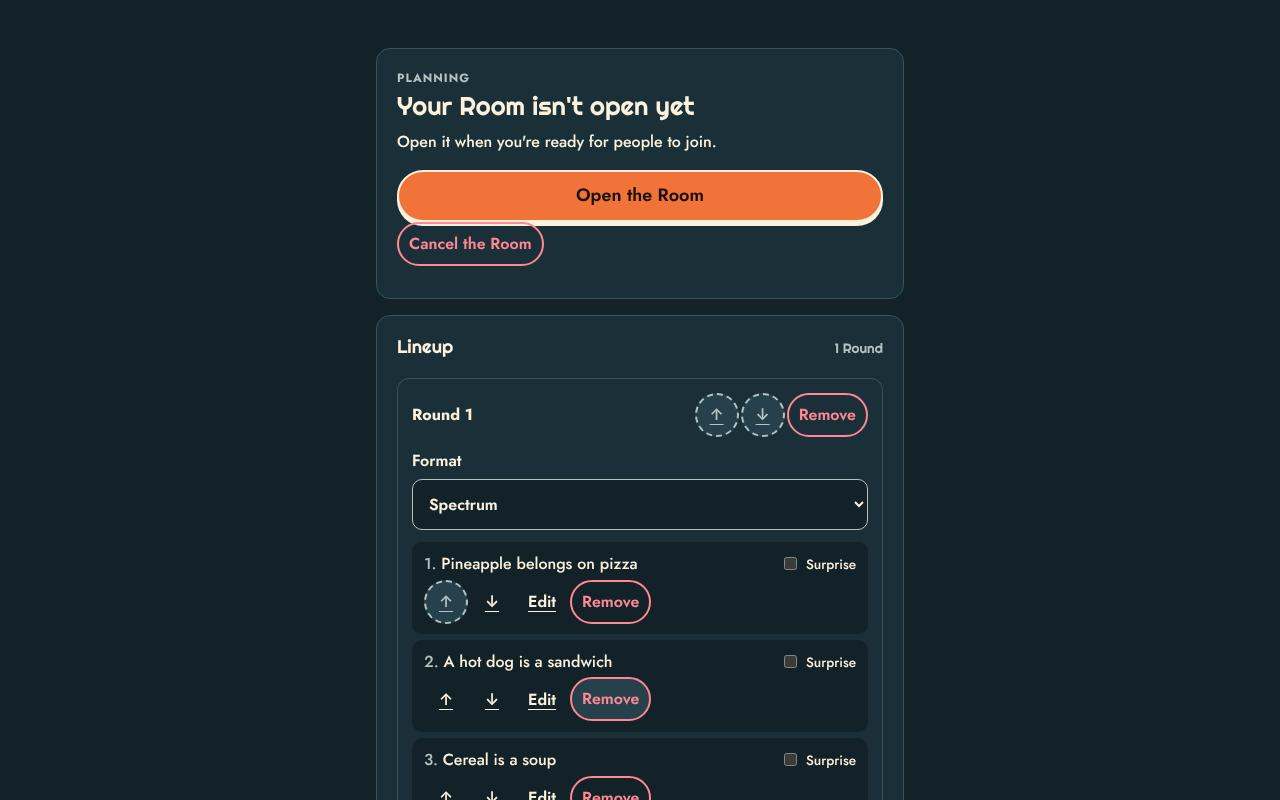 PLANNING
Your Room isn't open yet
Open it when you're ready for people to join.
Open the Room
Cancel the Room
Lineup
1 Round
Round 1
↑ ↓ Remove
Format
Spectrum
1. Pineapple belongs on pizza
Surprise
↑ ↓ Edit Remove
2. A hot dog is a sandwich
Surprise
↑ ↓ Edit Remove
3. Cereal is a soup
Surprise
↑ ↓ Edit Remove